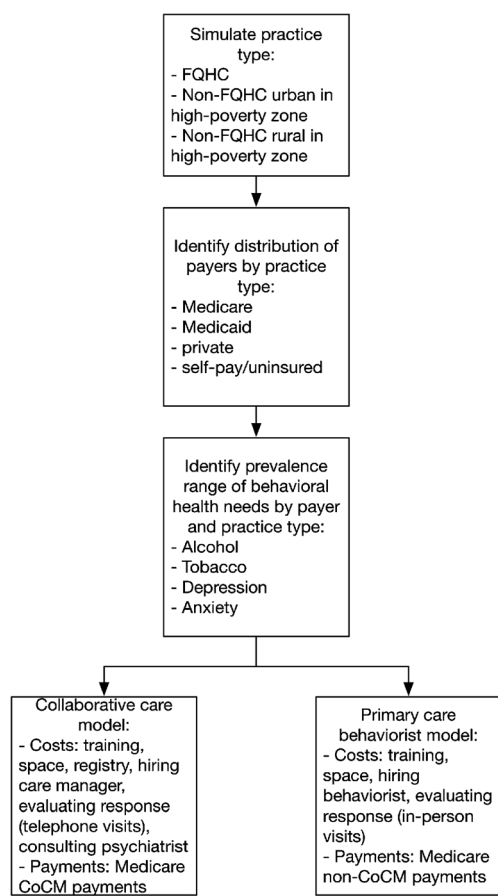 Simulate practice
type:
- FQHC
- Non-FQHC urban in
high-poverty zone
- Non-FQHC rural in
high-poverty zone
Identify distribution of
payers by practice
type:
- Medicare
- Medicaid
- private
- self-pay/uninsured
Identify prevalence
range of behavioral
health needs by payer
and practice type:
- Alcohol
- Tobacco
- Depression
- Anxiety
Collaborative care
model:
- Costs: training,
space, registry, hiring
care manager,
evaluating response
(telephone visits),
consulting psychiatrist
- Payments: Medicare
CoCM payments
Primary care
behaviorist model:
- Costs: training,
space, hiring
behaviorist, evaluating
response (in-person
visits)
- Payments: Medicare
non-CoCM payments